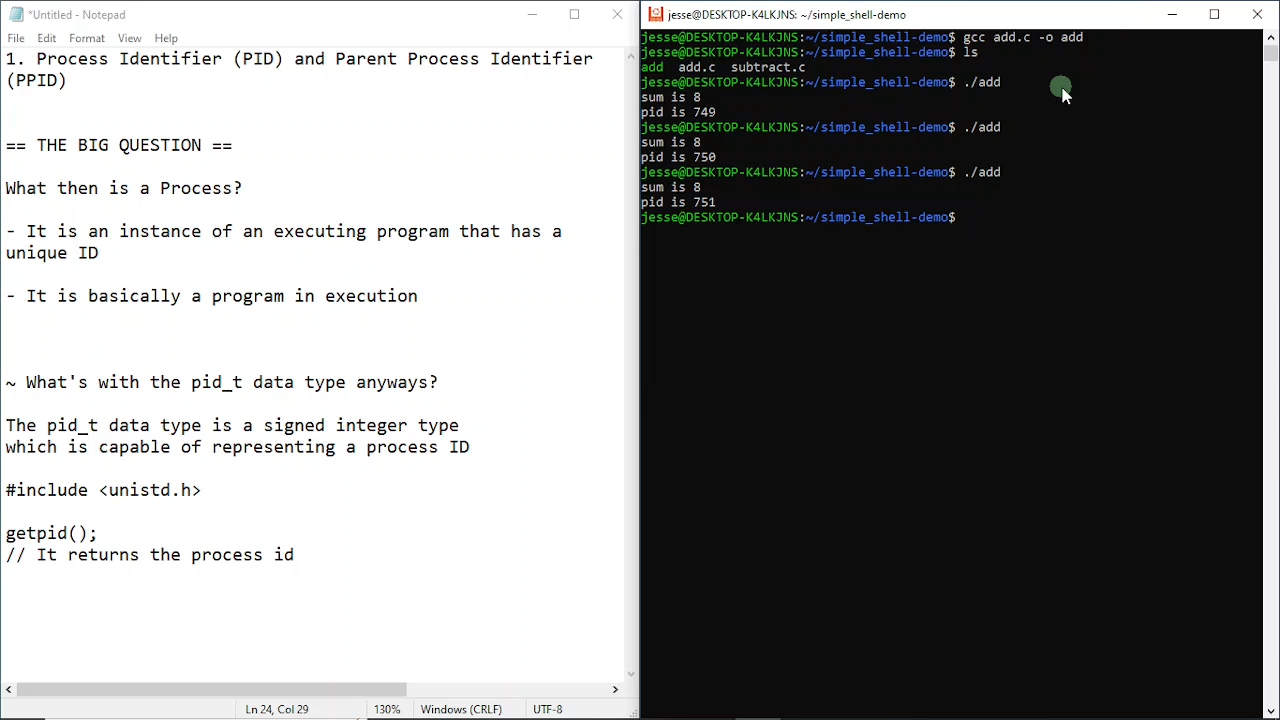 *Untitled - Notepad
File Edit Format View Help
1. Process Identifier (PID) and Parent Process Identifier
(PPID)
== THE BIG QUESTION ==
What then is a Process?
- It is an instance of an executing program that has a
unique ID
- It is basically a program in execution
~ What's with the pid_t data type anyways?
The pid_t data type is a signed integer type
which is capable of representing a process ID
#include <unistd.h>
getpid();
// It returns the process id
Ln 24, Col 29 130% Windows (CRLF) UTF-8
jesse@DESKTOP-K4LKJNS: ~/simple_shell-demo
jesse@DESKTOP-K4LKJNS:~/simple_shell-demo$ gcc add.c -o add
jesse@DESKTOP-K4LKJNS:~/simple_shell-demo$ ls
add add.c subtract.c
jesse@DESKTOP-K4LKJNS:~/simple_shell-demo$ ./add
sum is 8
pid is 749
jesse@DESKTOP-K4LKJNS:~/simple_shell-demo$ ./add
sum is 8
pid is 750
jesse@DESKTOP-K4LKJNS:~/simple_shell-demo$ ./add
sum is 8
pid is 751
jesse@DESKTOP-K4LKJNS:~/simple_shell-demo$